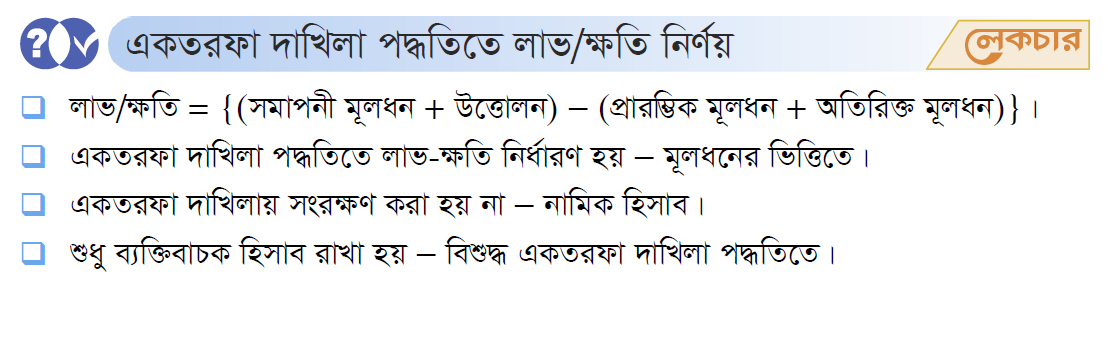 একতরফা দাখিলা পদ্ধতিতে লাভ/ক্ষতি নির্ণয়
লেকচার
লাভ/ক্ষতি = {(সমাপনী মূলধন + উত্তোলন) – (প্রারম্ভিক মূলধন + অতিরিক্ত মূলধন)} ।
একতরফা দাখিলা পদ্ধতিতে লাভ-ক্ষতি নির্ধারণ হয় – মূলধনের ভিত্তিতে।
একতরফা দাখিলায় সংরক্ষণ করা হয় না – নামিক হিসাব।
শুধু ব্যক্তিবাচক হিসাব রাখা হয় – বিশুদ্ধ একতরফা দাখিলা পদ্ধতিতে।